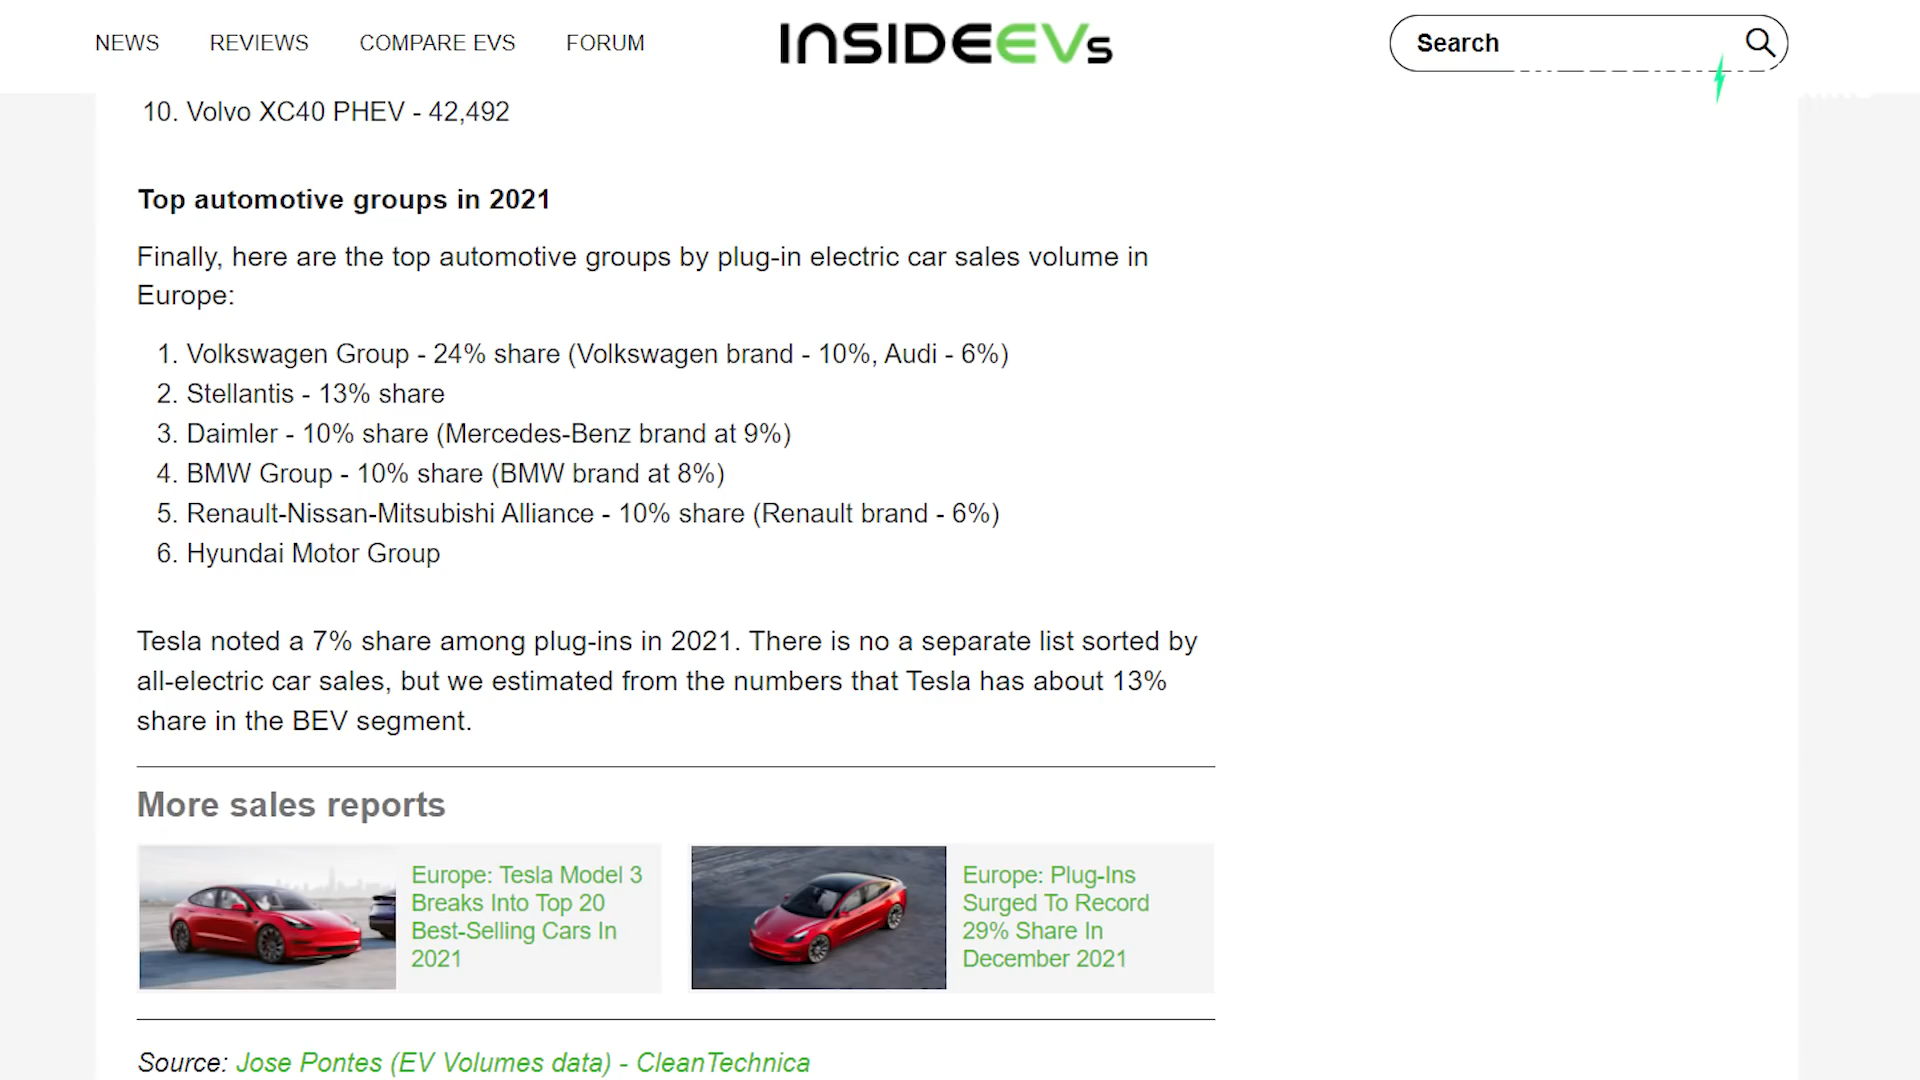 NEWS REVIEWS COMPARE EVS FORUM INSIDEEVs Search
10. Volvo XC40 PHEV - 42,492
Top automotive groups in 2021
Finally, here are the top automotive groups by plug-in electric car sales volume in
Europe:
1. Volkswagen Group - 24% share (Volkswagen brand - 10%, Audi - 6%)
2. Stellantis - 13% share
3. Daimler - 10% share (Mercedes-Benz brand at 9%)
4. BMW Group - 10% share (BMW brand at 8%)
5. Renault-Nissan-Mitsubishi Alliance - 10% share (Renault brand - 6%)
6. Hyundai Motor Group
Tesla noted a 7% share among plug-ins in 2021. There is no a separate list sorted by
all-electric car sales, but we estimated from the numbers that Tesla has about 13%
share in the BEV segment.
More sales reports
Europe: Tesla Model 3
Breaks Into Top 20
Best-Selling Cars In
2021
Europe: Plug-Ins
Surged To Record
29% Share In
December 2021
Source: Jose Pontes (EV Volumes data) - CleanTechnica